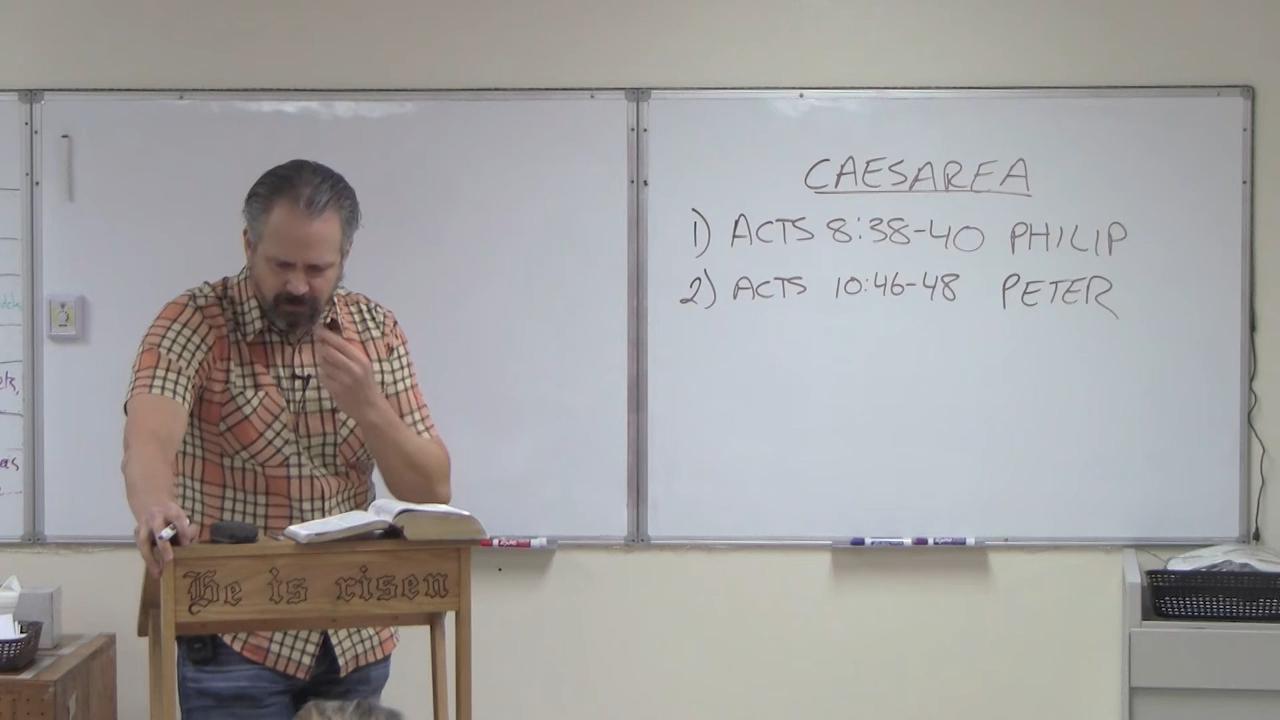 CAESAREA
1) ACTS 8:38-40 PHILIP
2) ACTS 10:46-48 PETER
He is risen